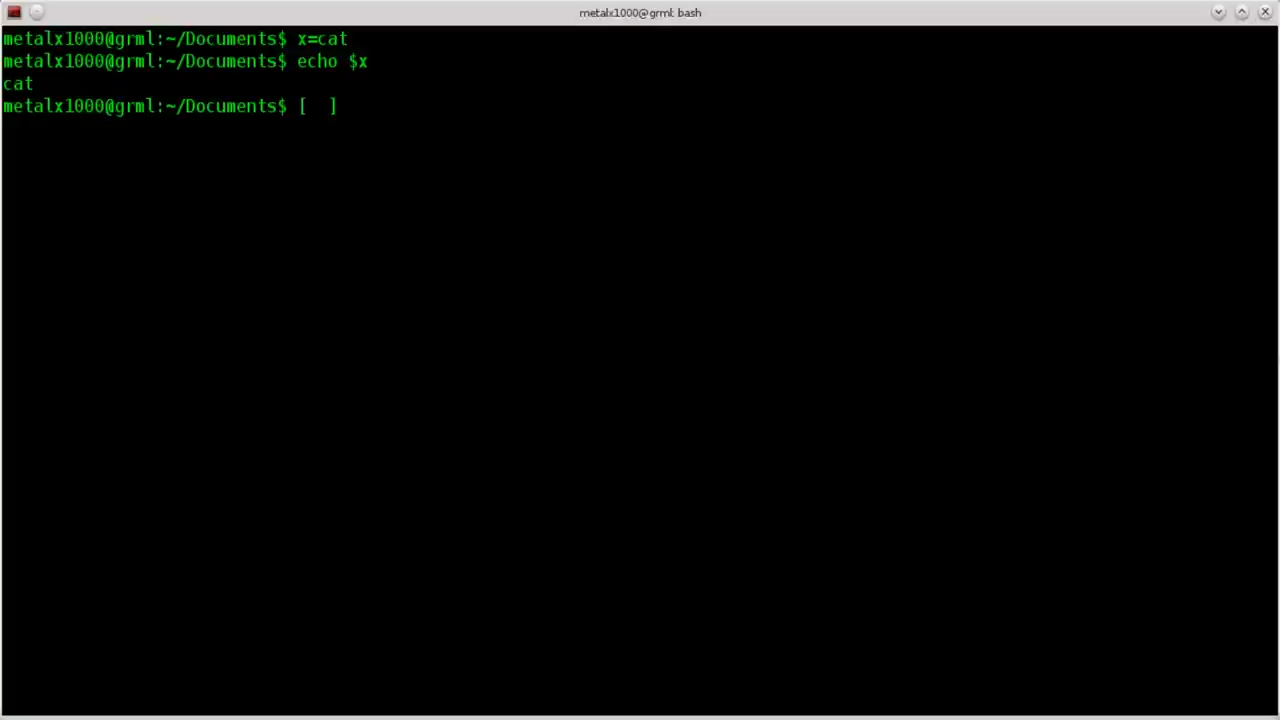 metalx1000@grml: bash
metalx1000@grml:~/Documents$ x=cat
metalx1000@grml:~/Documents$ echo $x
cat
metalx1000@grml:~/Documents$ [  ]